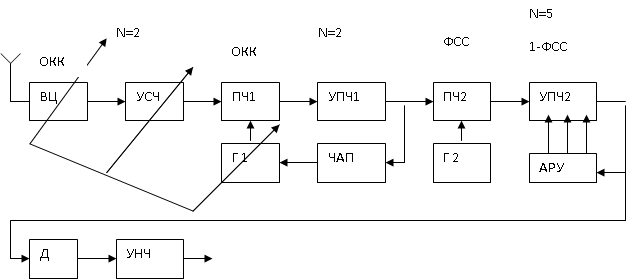 N=5
N=2
N=2
ОКК
ОКК
ФСС
1-ФСС
ВЦ
УСЧ
ПЧ1
УПЧ1
ПЧ2
УПЧ2
Г 1
ЧАП
Г 2
АРУ
Д
УНЧ